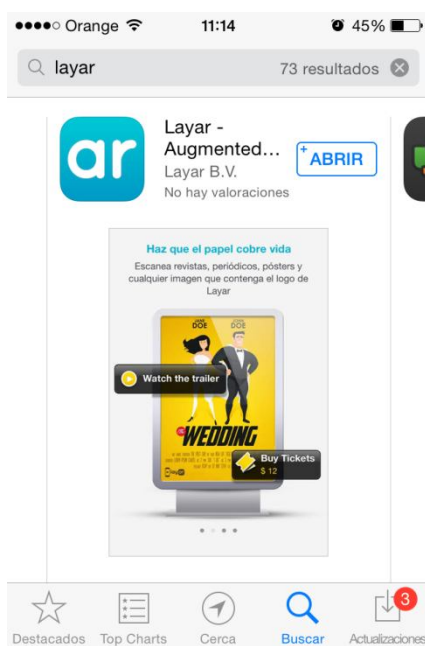 Orange 11:14 45%
layar 73 resultados
ar
Layar -
Augmented...
Layar B.V.
No hay valoraciones
+ABRIR
Haz que el papel cobre vida
Escanea revistas, periódicos, pósters y
cualquier imagen que contenga el logo de
Layar
JANE DOE JOHN DOE
Watch the trailer
WEDDING
Buy Tickets
$ 12
Destacados Top Charts Cerca Buscar Actualizaciones
3